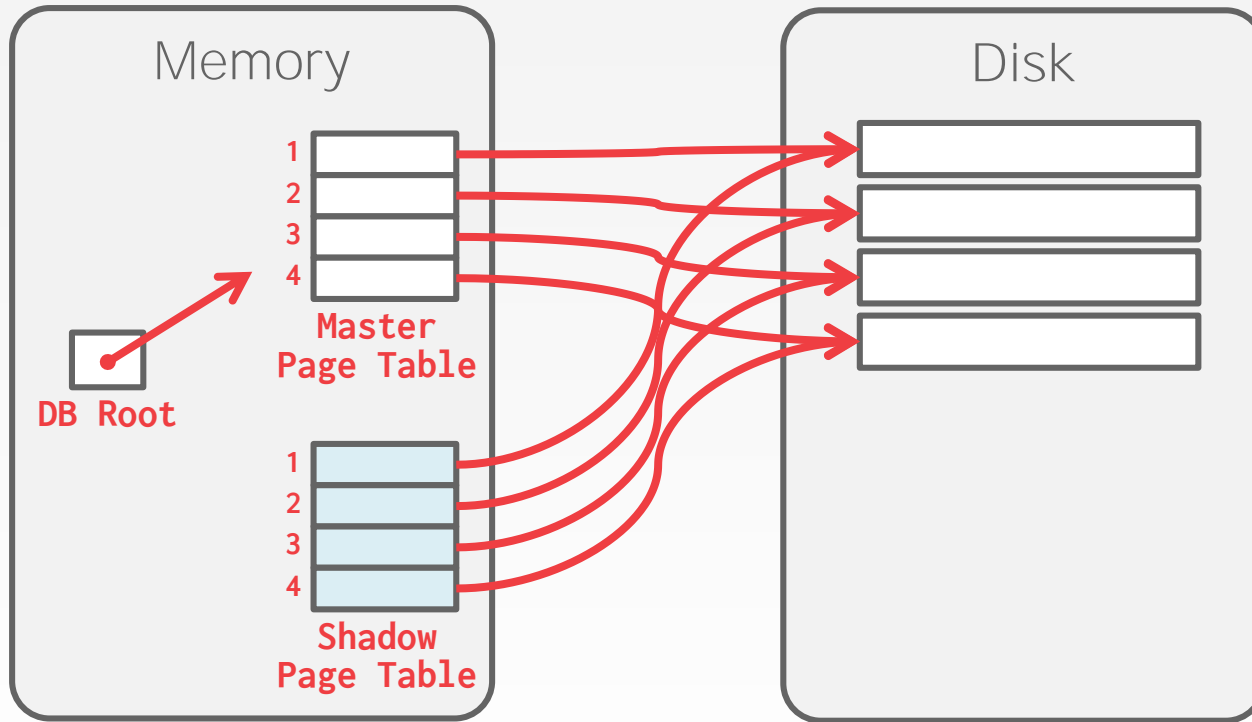 Memory
Disk
1
2
3
4
Master
Page Table
DB Root
1
2
3
4
Shadow
Page Table